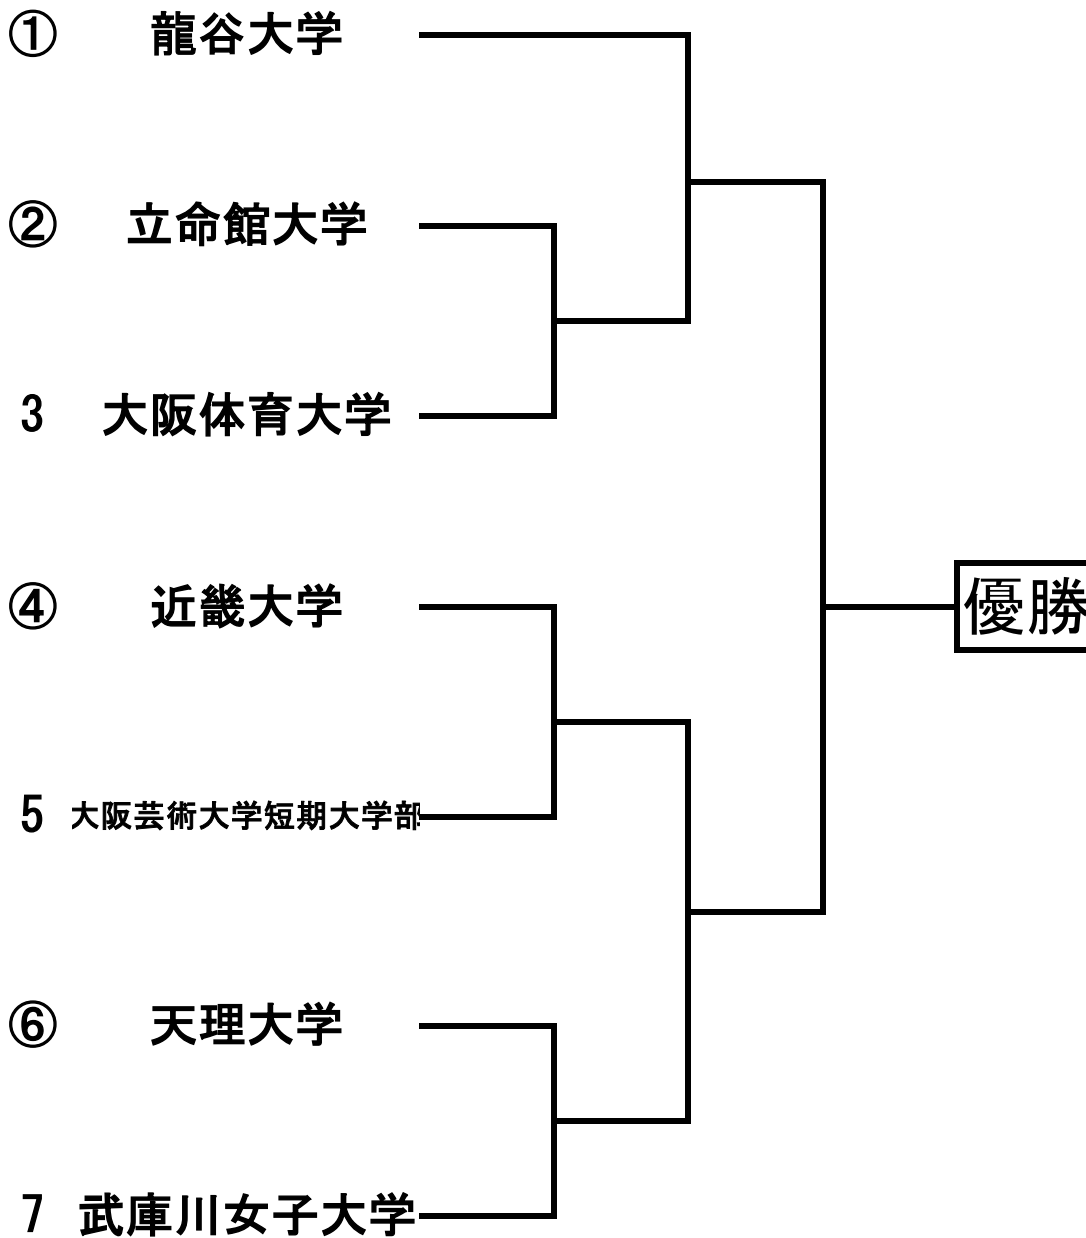 ① 龍谷大学
② 立命館大学
3 大阪体育大学
④ 近畿大学
優勝
5 大阪芸術大学短期大学部
⑥ 天理大学
7 武庫川女子大学